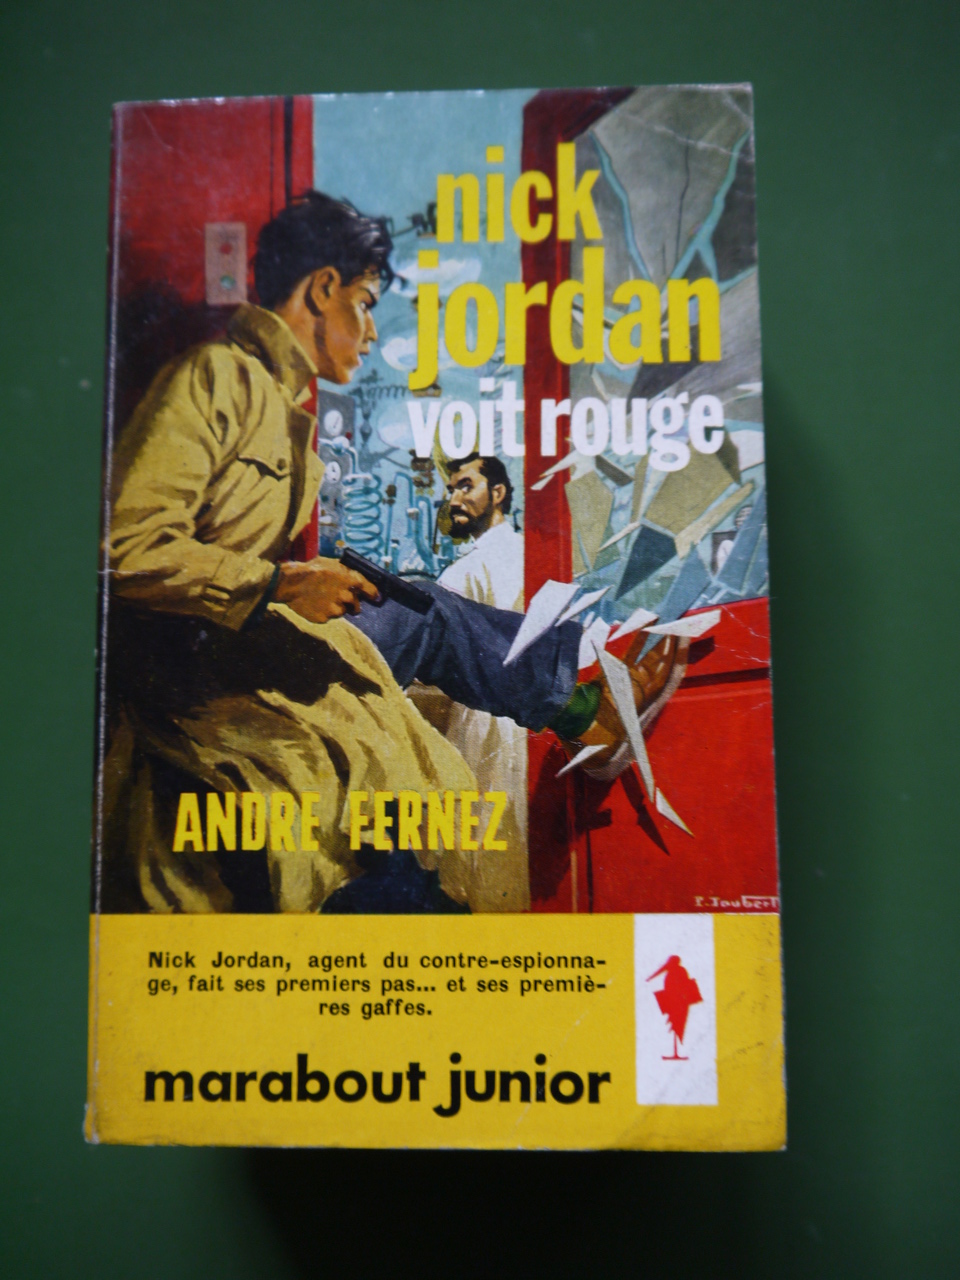 nick
jordan
voit rouge
ANDRE FERNEZ
P. Joubert
Nick Jordan, agent du contre-espionna-
ge, fait ses premiers pas... et ses premiè-
res gaffes.
marabout junior